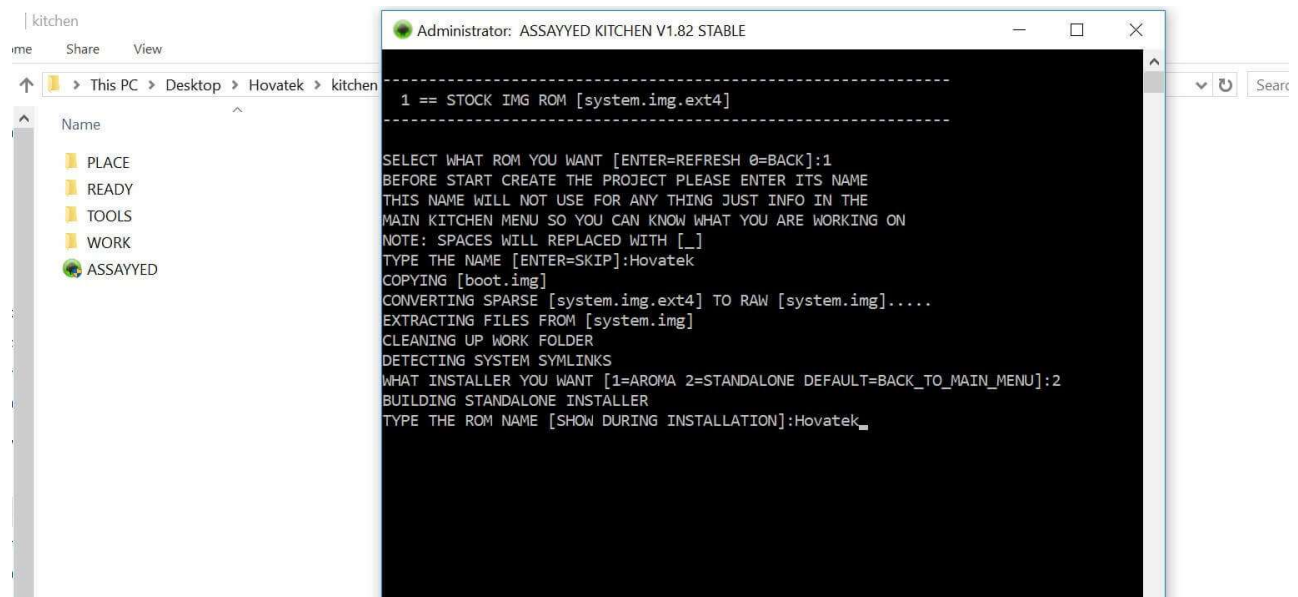 kitchen
Share View
This PC > Desktop > Hovatek > kitchen
Name
PLACE
READY
TOOLS
WORK
ASSAYYED
Administrator: ASSAYYED KITCHEN V1.82 STABLE
------------------------------------------------------------
1 == STOCK IMG ROM [system.img.ext4]
------------------------------------------------------------
SELECT WHAT ROM YOU WANT [ENTER=REFRESH 0=BACK]:1
BEFORE START CREATE THE PROJECT PLEASE ENTER ITS NAME
THIS NAME WILL NOT USE FOR ANY THING JUST INFO IN THE
MAIN KITCHEN MENU SO YOU CAN KNOW WHAT YOU ARE WORKING ON
NOTE: SPACES WILL REPLACED WITH [_]
TYPE THE NAME [ENTER=SKIP]:Hovatek
COPYING [boot.img]
CONVERTING SPARSE [system.img.ext4] TO RAW [system.img].....
EXTRACTING FILES FROM [system.img]
CLEANING UP WORK FOLDER
DETECTING SYSTEM SYMLINKS
WHAT INSTALLER YOU WANT [1=AROMA 2=STANDALONE DEFAULT=BACK_TO_MAIN_MENU]:2
BUILDING STANDALONE INSTALLER
TYPE THE ROM NAME [SHOW DURING INSTALLATION]:Hovatek_